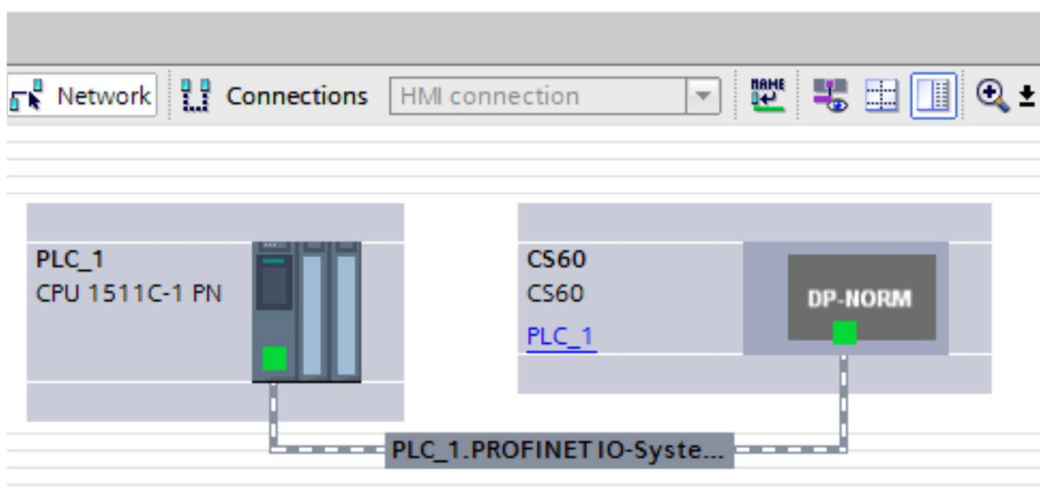 Network Connections HMI connection NAME
PLC_1
CPU 1511C-1 PN
CS60
CS60
PLC_1
DP-NORM
PLC_1.PROFINET IO-Syste...